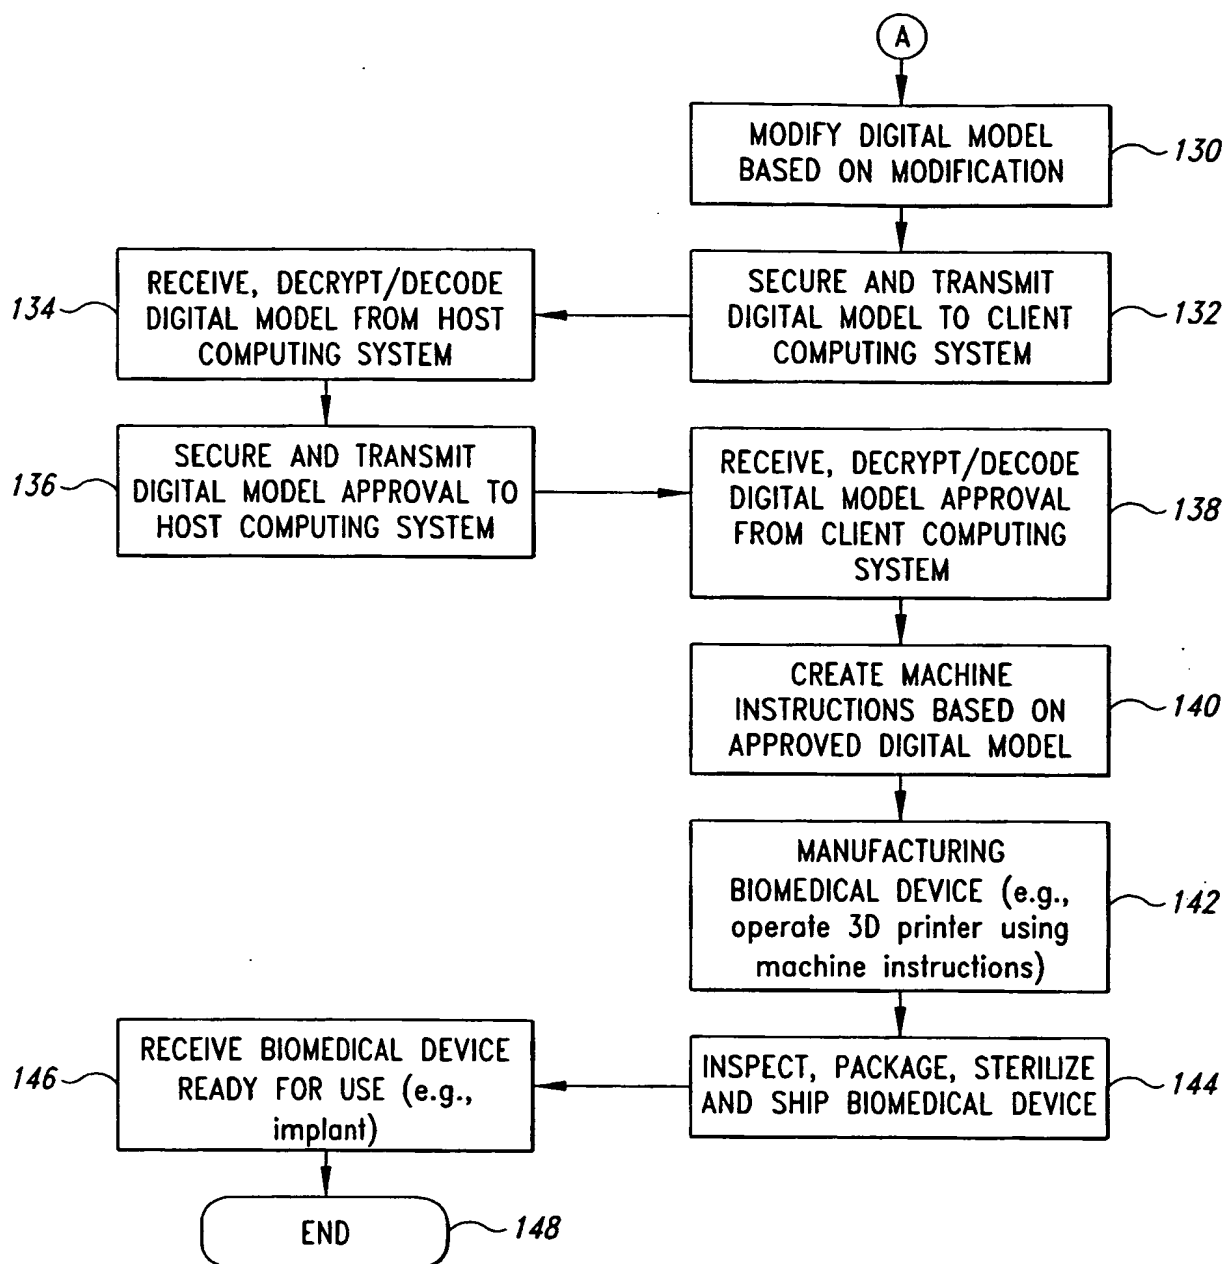 A
MODIFY DIGITAL MODEL
BASED ON MODIFICATION
130
SECURE AND TRANSMIT
DIGITAL MODEL TO CLIENT
COMPUTING SYSTEM
132
RECEIVE, DECRYPT/DECODE
DIGITAL MODEL FROM HOST
COMPUTING SYSTEM
134
SECURE AND TRANSMIT
DIGITAL MODEL APPROVAL TO
HOST COMPUTING SYSTEM
136
RECEIVE, DECRYPT/DECODE
DIGITAL MODEL APPROVAL
FROM CLIENT COMPUTING
SYSTEM
138
CREATE MACHINE
INSTRUCTIONS BASED ON
APPROVED DIGITAL MODEL
140
MANUFACTURING
BIOMEDICAL DEVICE (e.g.,
operate 3D printer using
machine instructions)
142
INSPECT, PACKAGE, STERILIZE
AND SHIP BIOMEDICAL DEVICE
144
RECEIVE BIOMEDICAL DEVICE
READY FOR USE (e.g.,
implant)
146
END
148